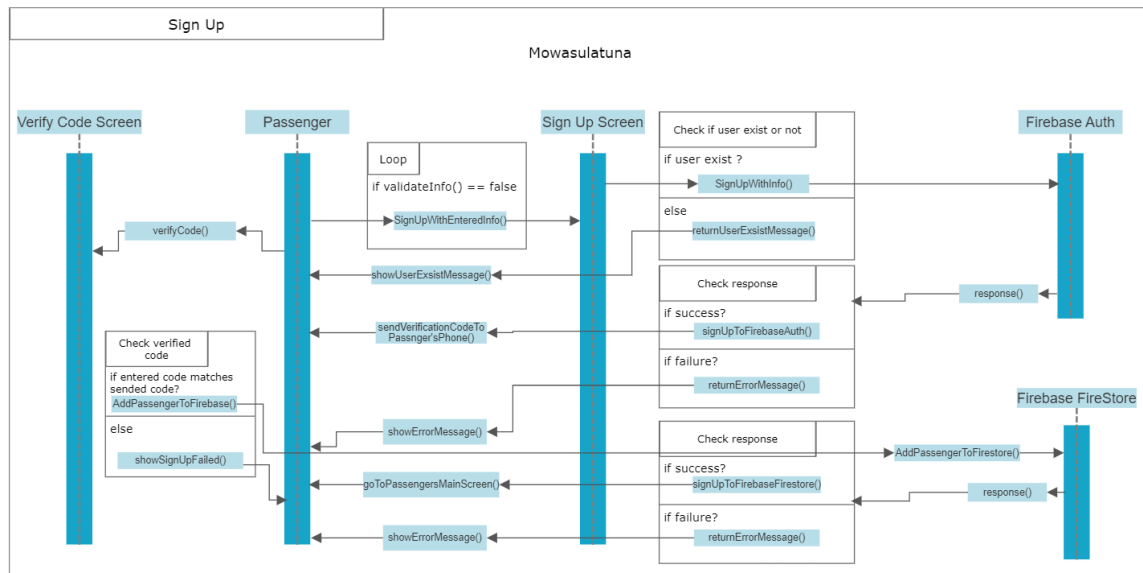 Sign Up
Mowasulatuna
Verify Code Screen
Passenger
Sign Up Screen
Check if user exist or not
Firebase Auth
Loop
if user exist ?
if validateInfo() == false
SignUpWithInfo()
SignUpWithEnteredInfo()
else
verifyCode()
returnUserExsistMessage()
showUserExsistMessage()
Check response
response()
if success?
sendVerificationCodeTo
Passnger'sPhone()
signUpToFirebaseAuth()
Check verified
code
if failure?
if entered code matches
sended code?
returnErrorMessage()
AddPassengerToFirebase()
Firebase FireStore
else
showErrorMessage()
Check response
AddPassengerToFirestore()
showSignUpFailed()
if success?
goToPassengersMainScreen()
signUpToFirebaseFirestore()
response()
if failure?
showErrorMessage()
returnErrorMessage()